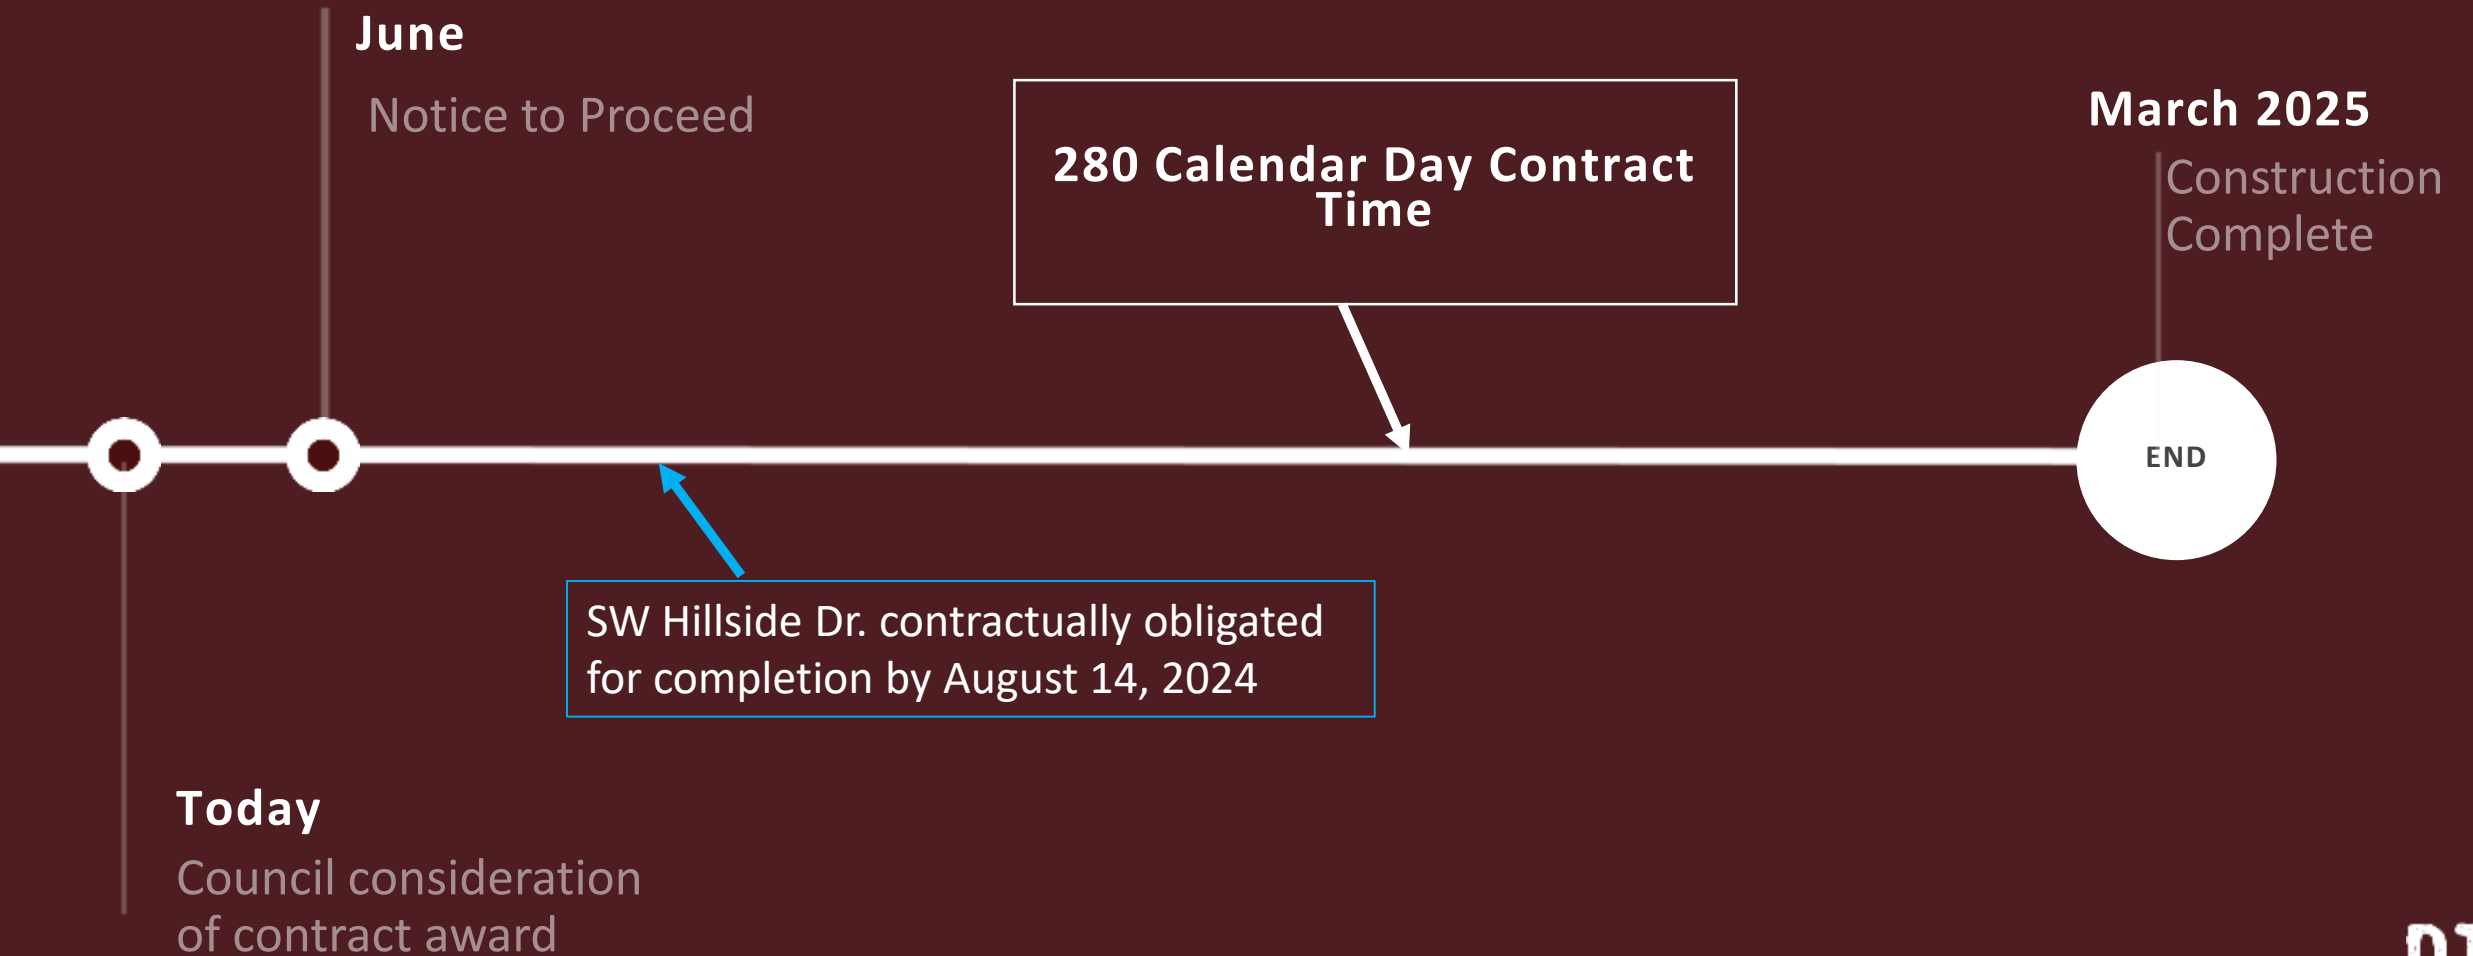 June
Notice to Proceed
280 Calendar Day Contract
Time
March 2025
Construction
Complete
END
SW Hillside Dr. contractually obligated
for completion by August 14, 2024
Today
Council consideration
of contract award